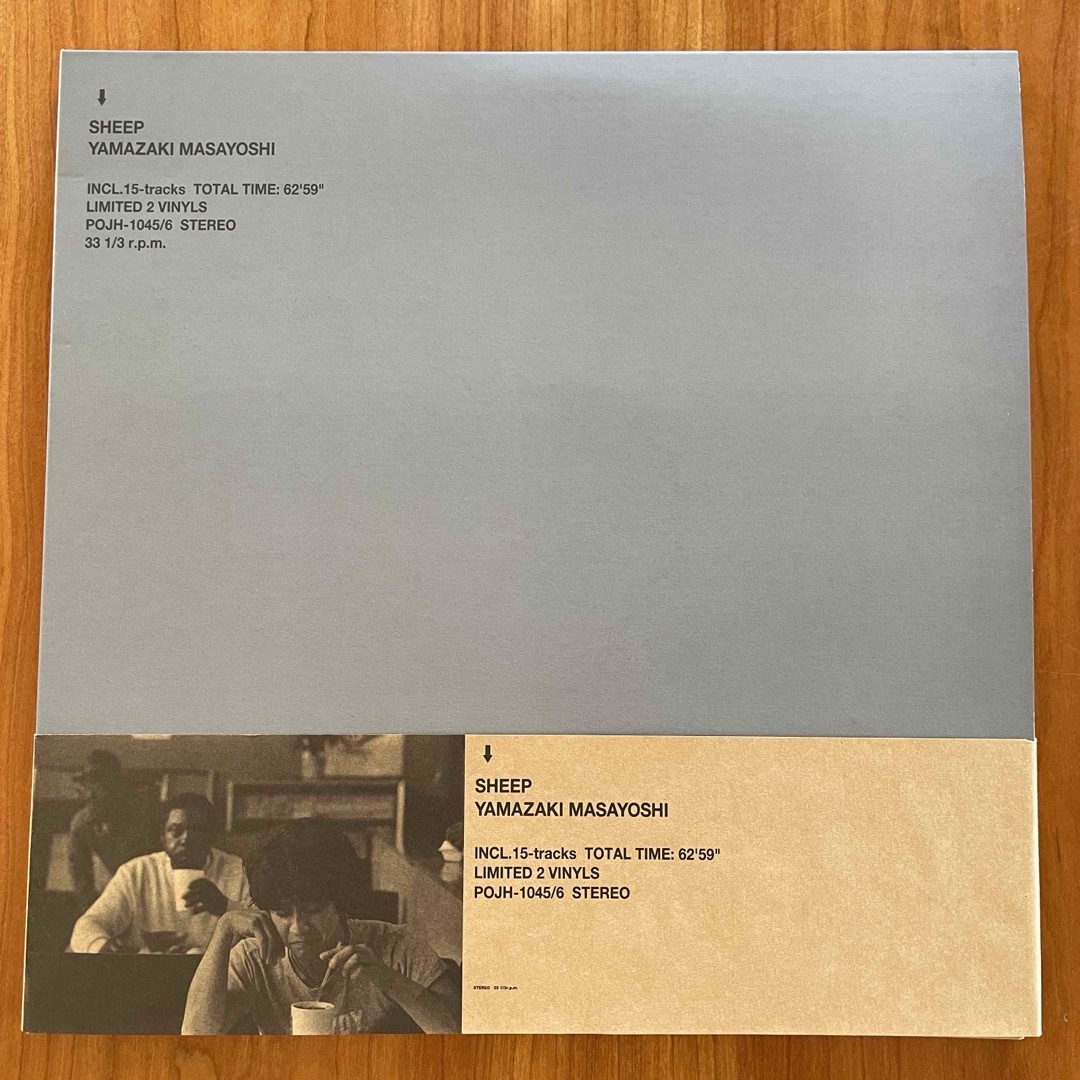 SHEEP
YAMAZAKI MASAYOSHI
INCL.15-tracks TOTAL TIME: 62'59"
LIMITED 2 VINYLS
POJH-1045/6 STEREO
33 1/3 r.p.m.
SHEEP
YAMAZAKI MASAYOSHI
INCL.15-tracks TOTAL TIME: 62'59"
LIMITED 2 VINYLS
POJH-1045/6 STEREO
STEREO 33 1/3r.p.m.